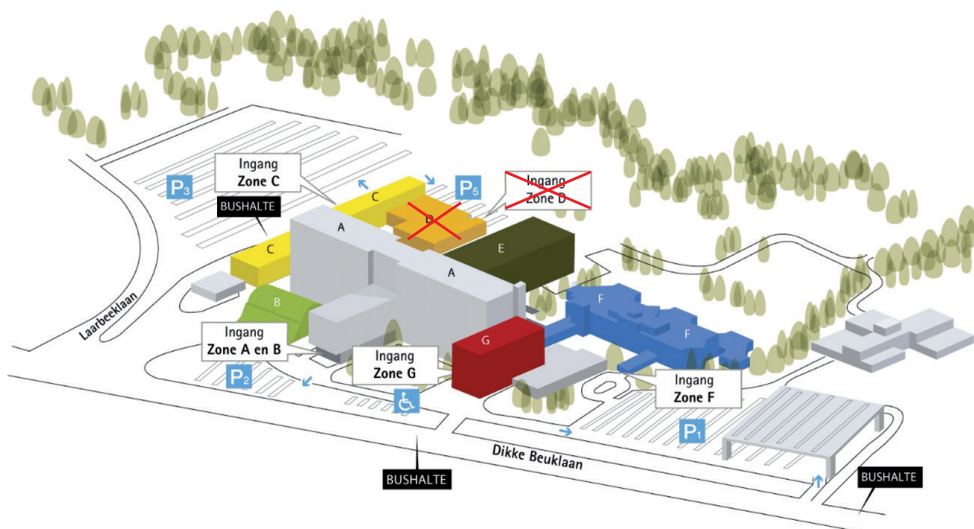 Ingang
Zone C
P3
P5
Ingang
Zone D
BUSHALTE
C
D
A
C
E
A
B
F
F
G
Laarbeeklaan
Ingang
Zone A en B
Ingang
Zone G
P2
Ingang
Zone F
P1
Dikke Beuklaan
BUSHALTE
BUSHALTE